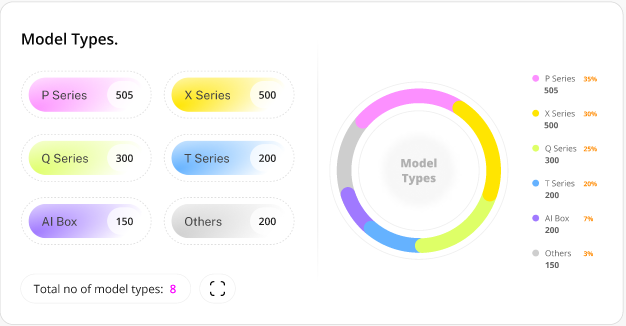 Model Types.
P Series 505
X Series 500
Q Series 300
T Series 200
AI Box 150
Others 200
Total no of model types: 8
Model
Types
P Series 35%
505
X Series 30%
500
Q Series 25%
300
T Series 20%
200
AI Box 7%
200
Others 3%
150